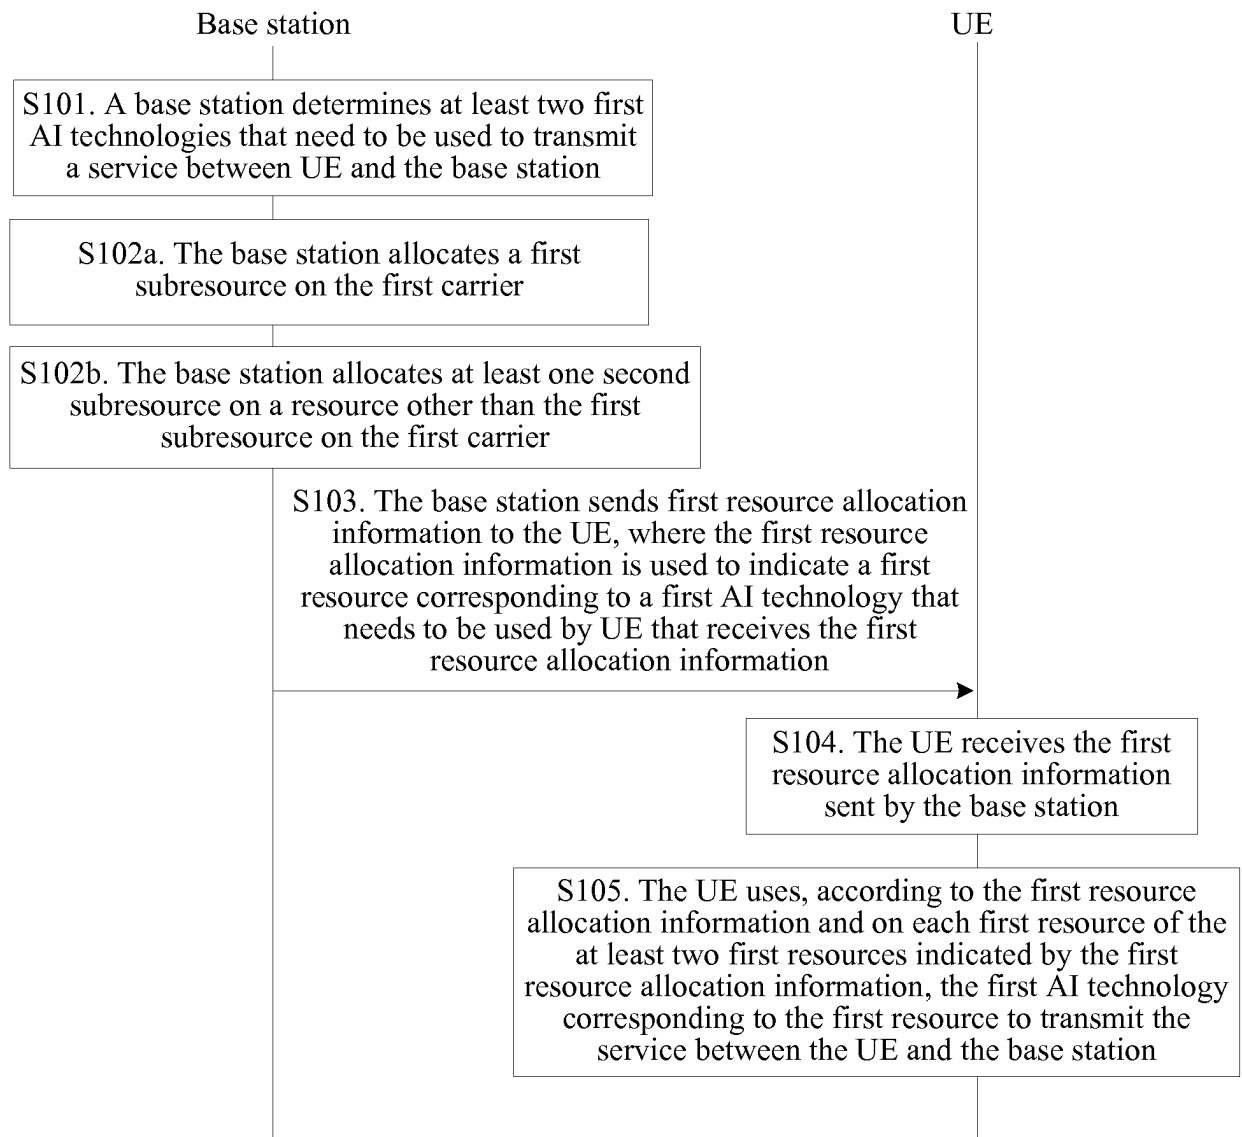 Base station
UE
S101. A base station determines at least two first
AI technologies that need to be used to transmit
a service between UE and the base station
S102a. The base station allocates a first
subresource on the first carrier
S102b. The base station allocates at least one second
subresource on a resource other than the first
subresource on the first carrier
S103. The base station sends first resource allocation
information to the UE, where the first resource
allocation information is used to indicate a first
resource corresponding to a first AI technology that
needs to be used by UE that receives the first
resource allocation information
S104. The UE receives the first
resource allocation information
sent by the base station
S105. The UE uses, according to the first resource
allocation information and on each first resource of the
at least two first resources indicated by the first
resource allocation information, the first AI technology
corresponding to the first resource to transmit the
service between the UE and the base station